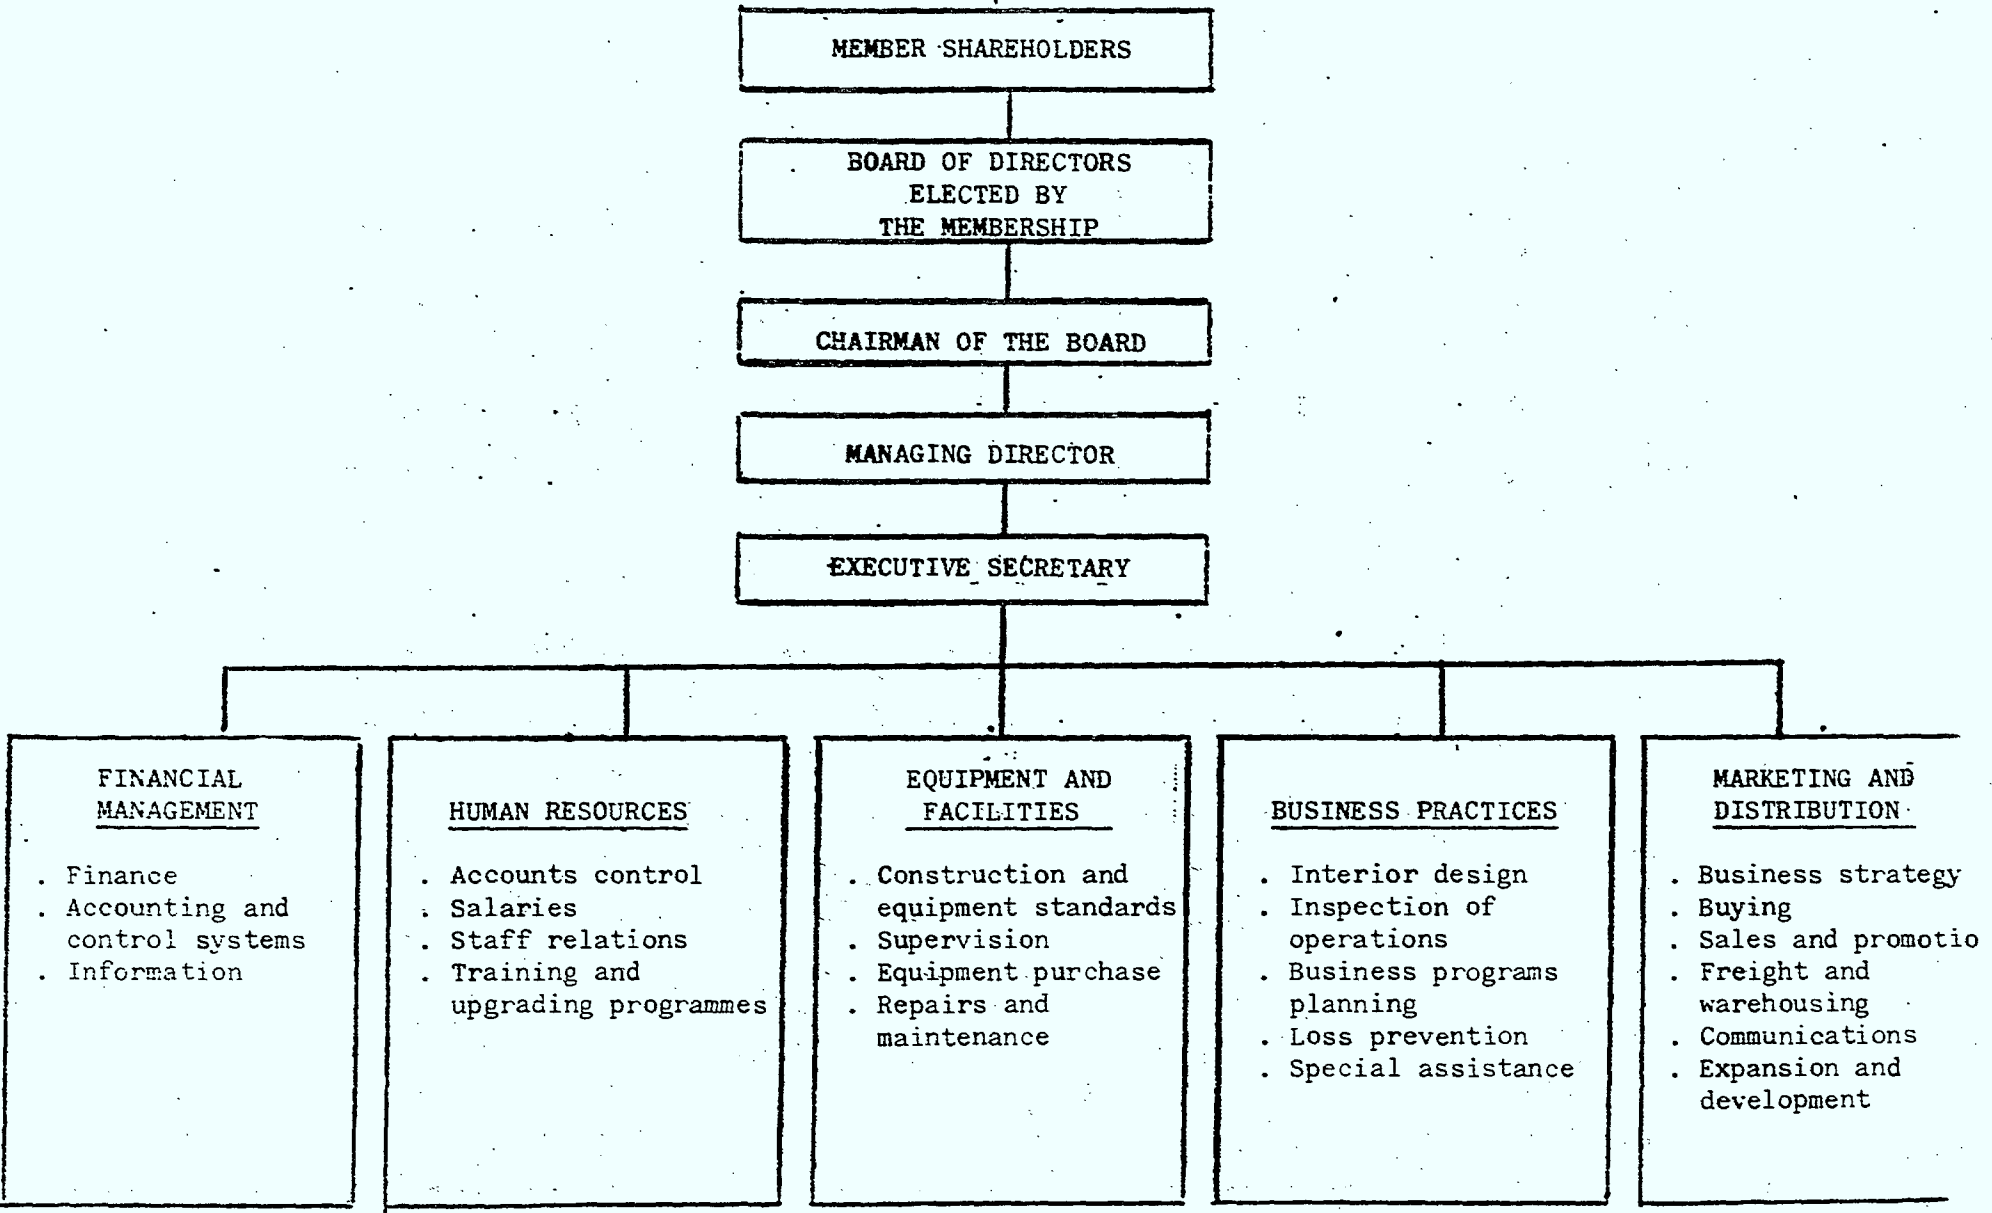 MEMBER SHAREHOLDERS
BOARD OF DIRECTORS
ELECTED BY
THE MEMBERSHIP
CHAIRMAN OF THE BOARD
MANAGING DIRECTOR
EXECUTIVE SECRETARY
FINANCIAL
MANAGEMENT
. Finance
. Accounting and
control systems
. Information
HUMAN RESOURCES
. Accounts control
. Salaries
. Staff relations
. Training and
upgrading programmes
EQUIPMENT AND
FACILITIES
. Construction and
equipment standards
. Supervision
. Equipment purchase
. Repairs and
maintenance
BUSINESS PRACTICES
. Interior design
. Inspection of
operations
. Business programs
planning
. Loss prevention
. Special assistance
MARKETING AND
DISTRIBUTION
. Business strategy
. Buying
. Sales and promotio
. Freight and
warehousing
. Communications
. Expansion and
development